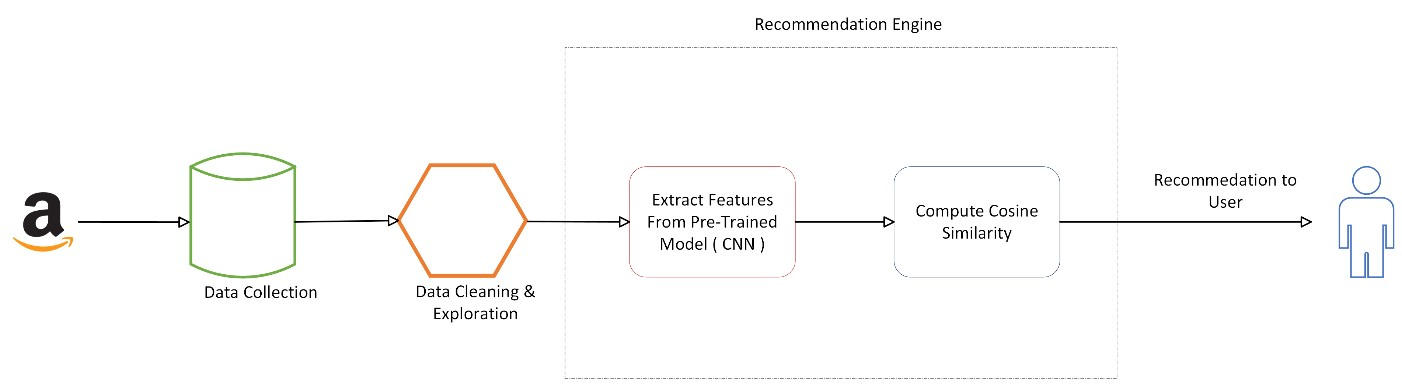 Recommendation Engine
a
Data Collection
Data Cleaning &
Exploration
Extract Features
From Pre-Trained
Model ( CNN )
Compute Cosine
Similarity
Recommedation to
User